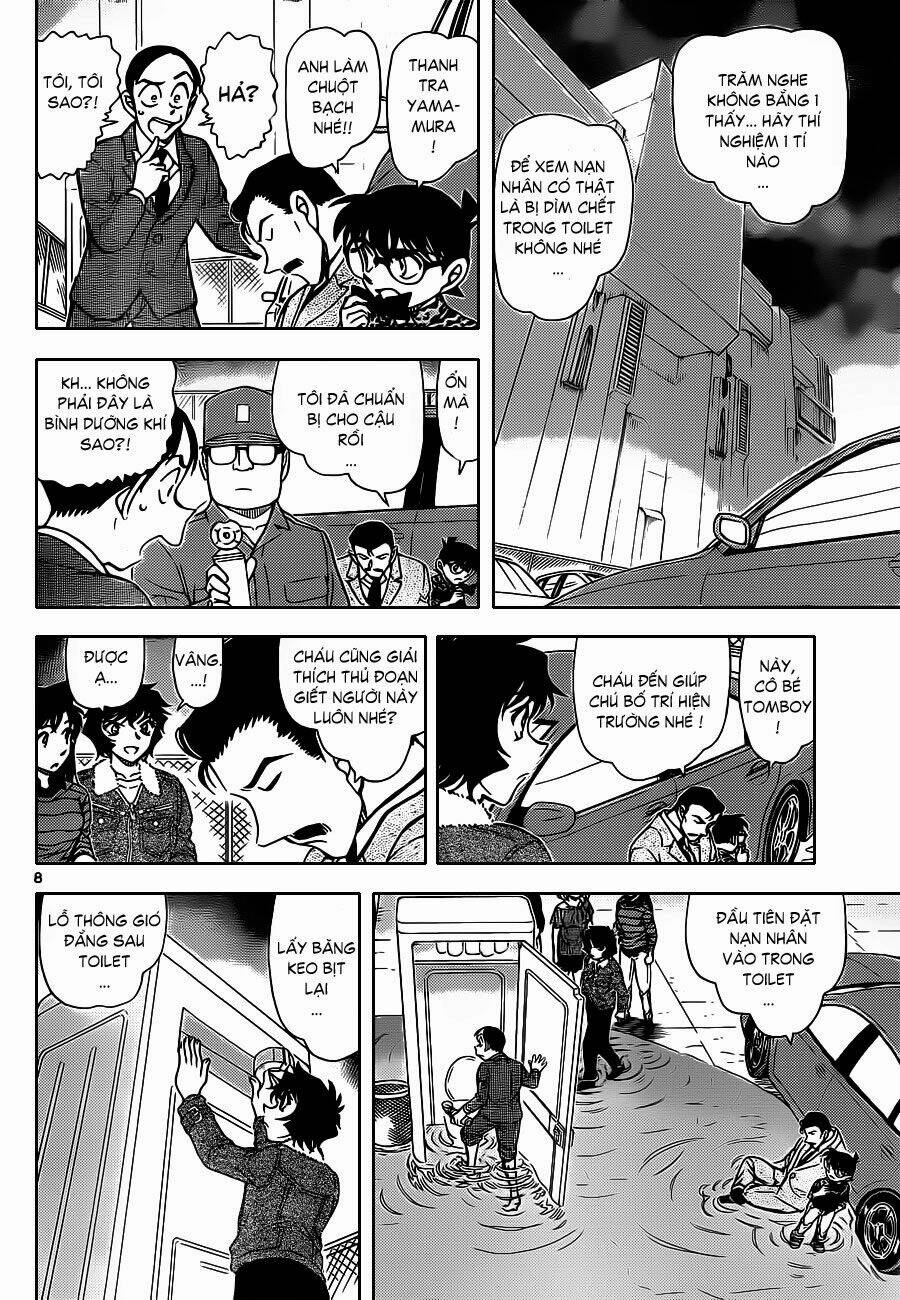 TRĂM NGHE
KHÔNG BẰNG 1
THẤY... HÃY THÍ
NGHIỆM 1 TÍ
NÀO
...
ĐỂ XEM NẠN
NHÂN CÓ THẬT
LÀ BỊ DÌM CHẾT
TRONG TOILET
KHÔNG NHÉ
...
THANH
TRA
YAMA-
MURA
!
ANH LÀM
CHUỘT
BẠCH
NHÉ!!
HẢ?
TÔI, TÔI
SAO?!
ỔN
MÀ
!
TÔI ĐÃ CHUẨN
BỊ CHO CẬU
RỒI
...
KH... KHÔNG
PHẢI ĐÂY LÀ
BÌNH DƯỠNG KHÍ
SAO?!
NÀY,
CÔ BÉ
TOMBOY
!
CHÁU ĐẾN GIÚP
CHÚ BỐ TRÍ HIỆN
TRƯỜNG NHÉ !
CHÁU CŨNG GIẢI
THÍCH THỦ ĐOẠN
GIẾT NGƯỜI NÀY
LUÔN NHÉ?
VÂNG.
...!
ĐƯỢC
Ạ...
8
ĐẦU TIÊN ĐẶT
NẠN NHÂN
VÀO TRONG
TOILET
...
LẤY BĂNG
KEO BỊT
LẠI
...
LỖ THÔNG GIÓ
ĐẰNG SAU
TOILET
...